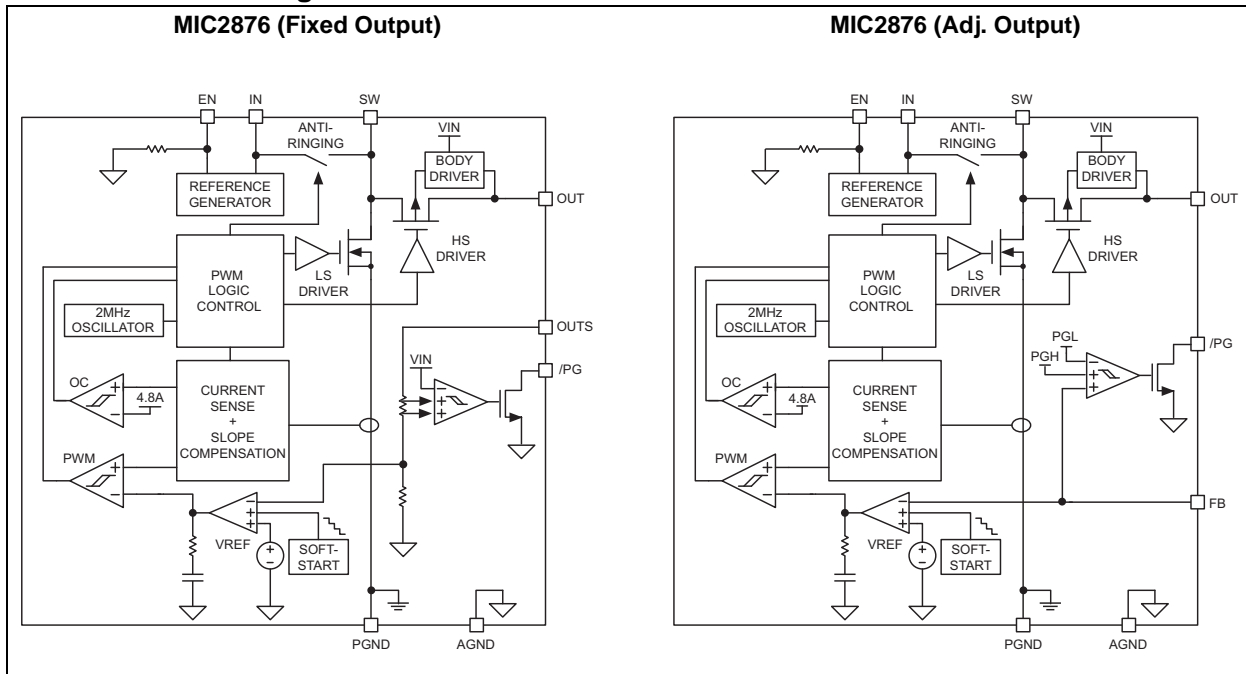 MIC2876 (Fixed Output)
EN
IN
SW
ANTI-
RINGING
VIN
BODY
DRIVER
REFERENCE
GENERATOR
OUT
HS
DRIVER
LS
DRIVER
PWM
LOGIC
CONTROL
2MHz
OSCILLATOR
OUTS
VIN
/PG
OC
4.8A
CURRENT
SENSE
+
SLOPE
COMPENSATION
PWM
VREF
SOFT-
START
PGND
AGND
MIC2876 (Adj. Output)
EN
IN
SW
ANTI-
RINGING
VIN
BODY
DRIVER
REFERENCE
GENERATOR
OUT
HS
DRIVER
LS
DRIVER
PWM
LOGIC
CONTROL
2MHz
OSCILLATOR
PGL
PGH
/PG
OC
4.8A
CURRENT
SENSE
+
SLOPE
COMPENSATION
PWM
FB
VREF
SOFT-
START
PGND
AGND